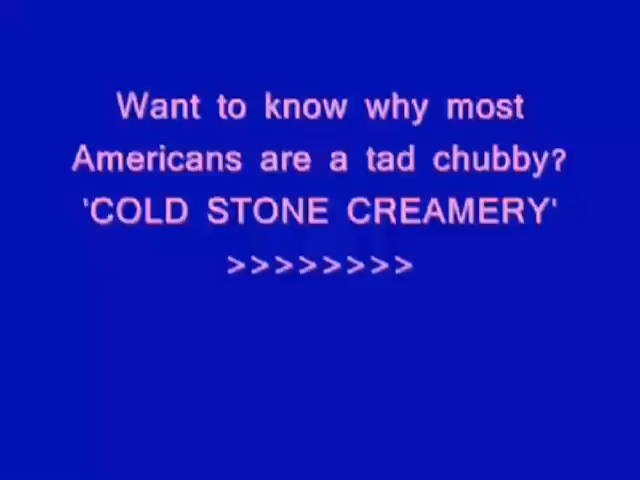 Want to know why most
Americans are a tad chubby?
'COLD STONE CREAMERY'
>>>>>>>>